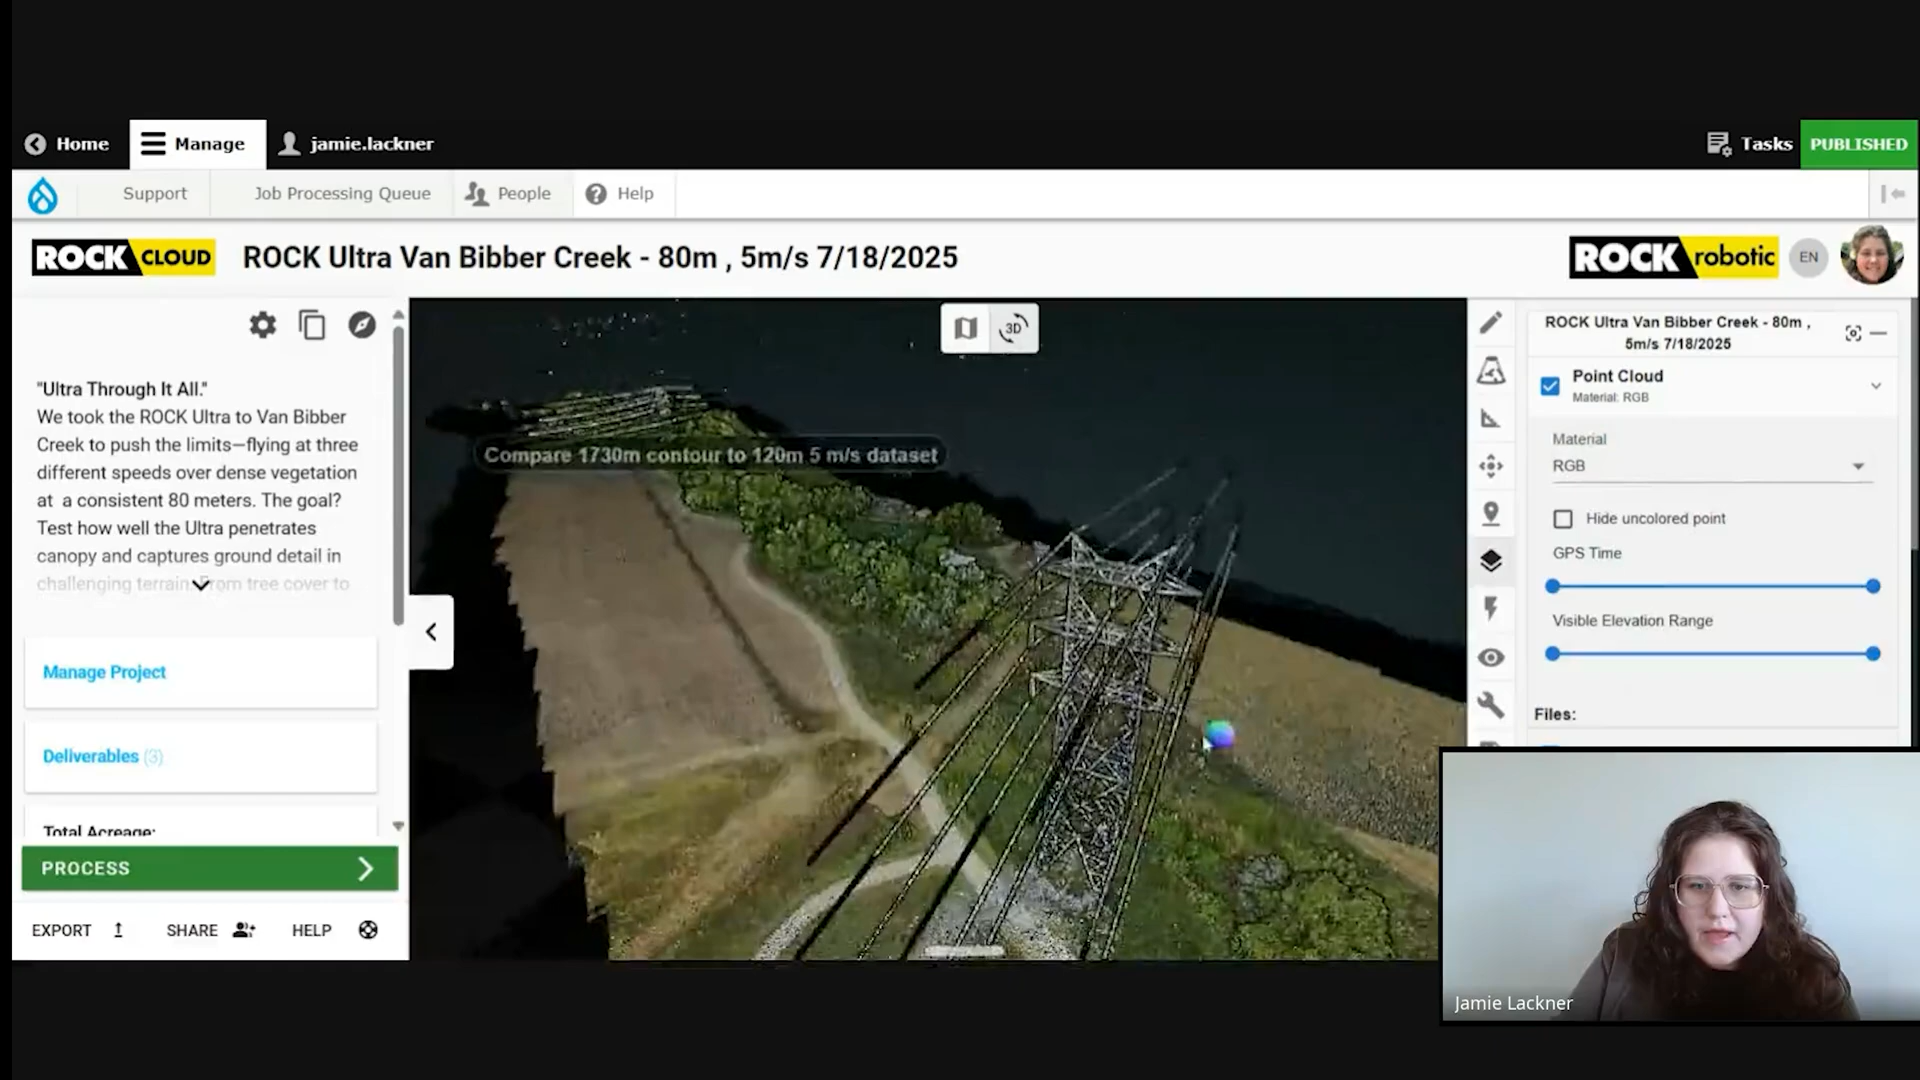 Home
Manage
jamie.lackner
Tasks
PUBLISHED
Support
Job Processing Queue
People
Help
ROCK CLOUD
ROCK Ultra Van Bibber Creek - 80m , 5m/s 7/18/2025
ROCK robotic
EN
"Ultra Through It All."
We took the ROCK Ultra to Van Bibber
Creek to push the limits—flying at three
different speeds over dense vegetation
at a consistent 80 meters. The goal?
Test how well the Ultra penetrates
canopy and captures ground detail in
challenging terrain. From tree cover to
Manage Project
Deliverables (3)
Total Acreage:
PROCESS
EXPORT
SHARE
HELP
3D
Compare 1730m contour to 120m 5 m/s dataset
ROCK Ultra Van Bibber Creek - 80m ,
5m/s 7/18/2025
Point Cloud
Material: RGB
Material
RGB
Hide uncolored point
GPS Time
Visible Elevation Range
Files:
Jamie Lackner